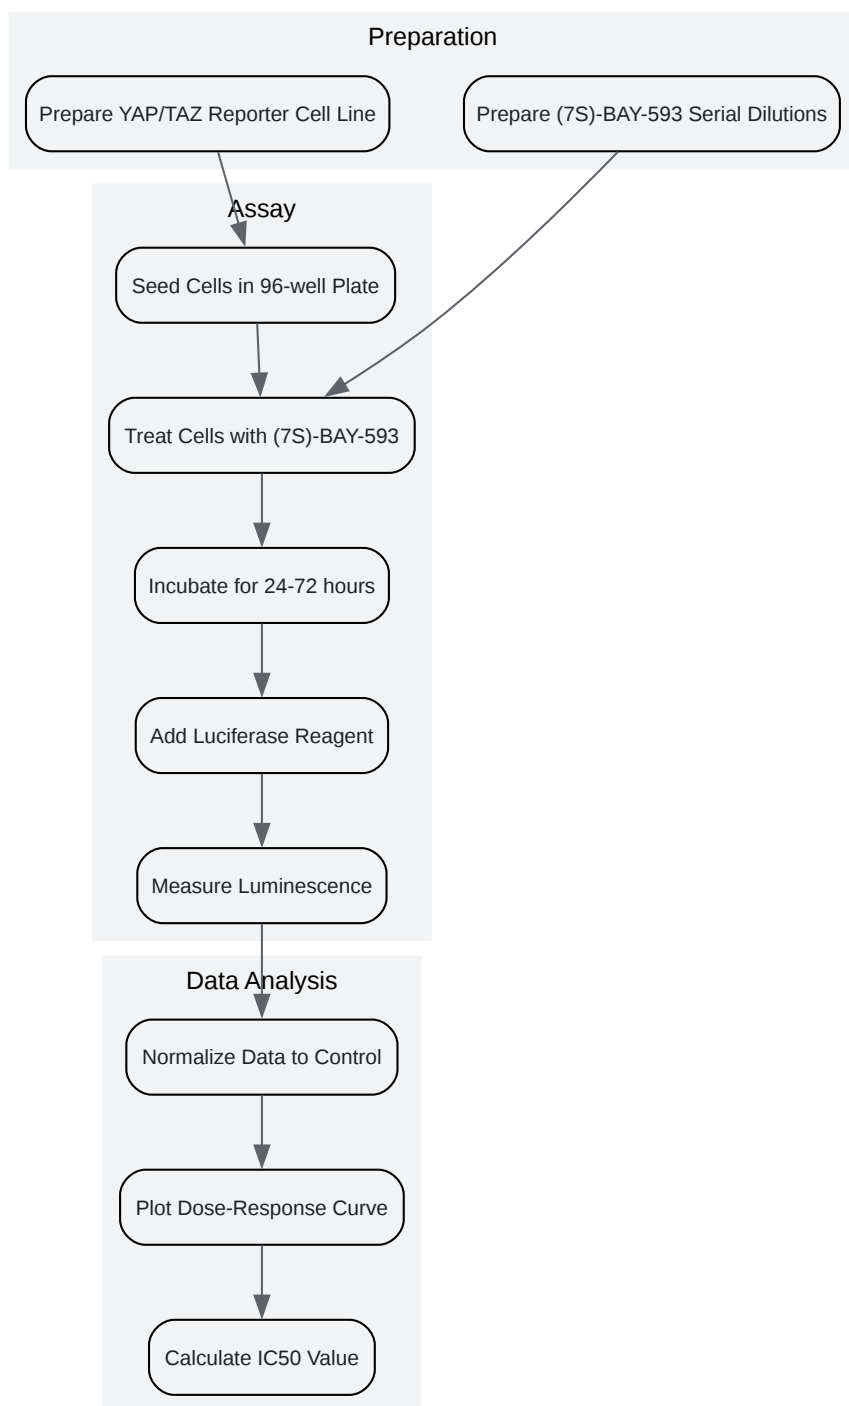 Preparation
Prepare YAP/TAZ Reporter Cell Line
Prepare (7S)-BAY-593 Serial Dilutions
Assay
Seed Cells in 96-well Plate
Treat Cells with (7S)-BAY-593
Incubate for 24-72 hours
Add Luciferase Reagent
Measure Luminescence
Data Analysis
Normalize Data to Control
Plot Dose-Response Curve
Calculate IC50 Value